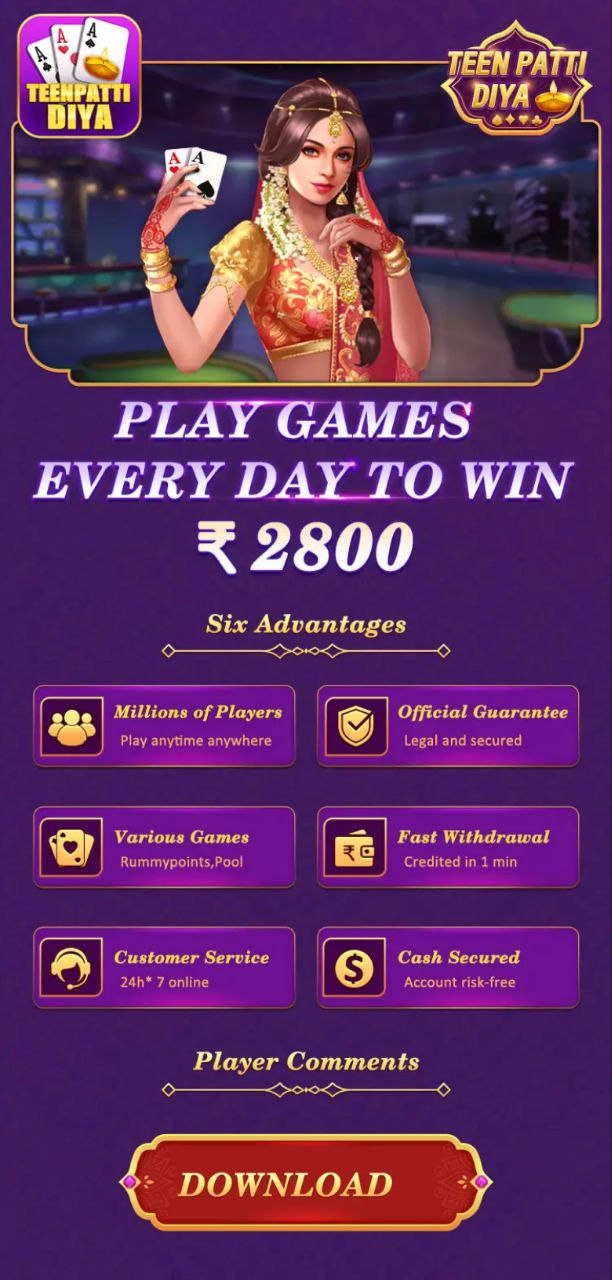 A A A
TEENPATTI
DIYA
TEEN PATTI
DIYA
A A
PLAY GAMES
EVERY DAY TO WIN
₹ 2800
Six Advantages
Millions of Players
Play anytime anywhere
Official Guarantee
Legal and secured
Various Games
Rummypoints,Pool
Fast Withdrawal
Credited in 1 min
₹
Customer Service
24h* 7 online
Cash Secured
Account risk-free
$
Player Comments
DOWNLOAD